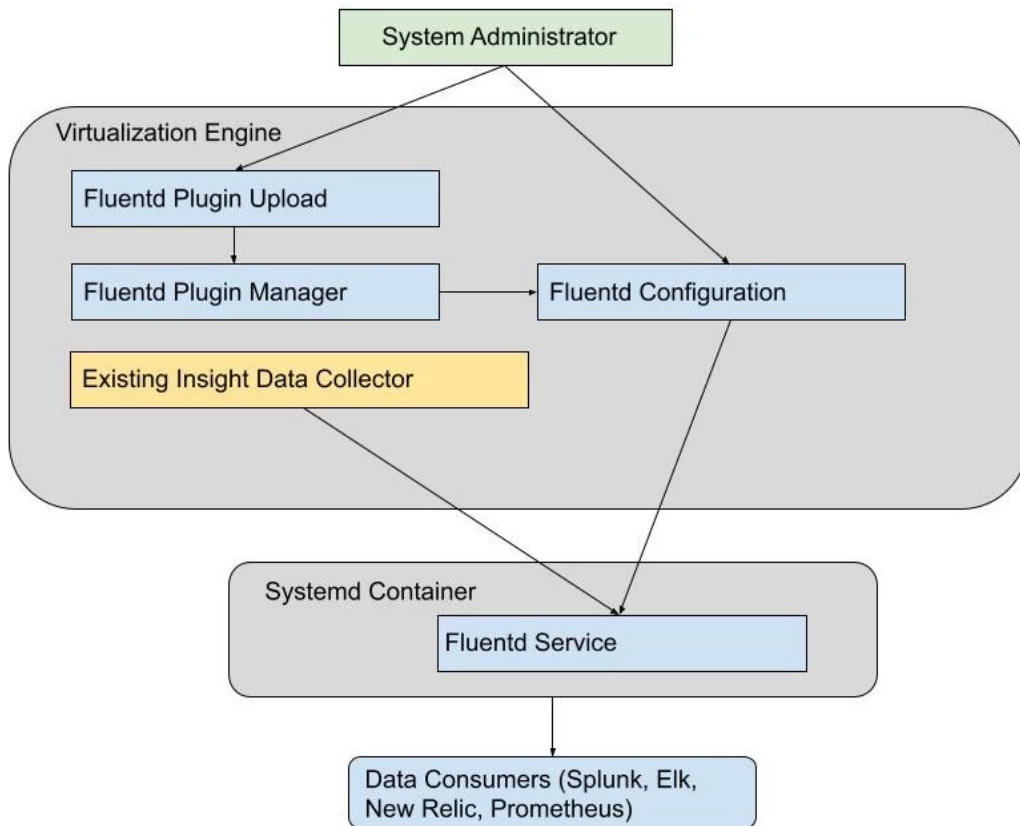 System Administrator
Virtualization Engine
Fluentd Plugin Upload
Fluentd Plugin Manager
Fluentd Configuration
Existing Insight Data Collector
Systemd Container
Fluentd Service
Data Consumers (Splunk, Elk,
New Relic, Prometheus)